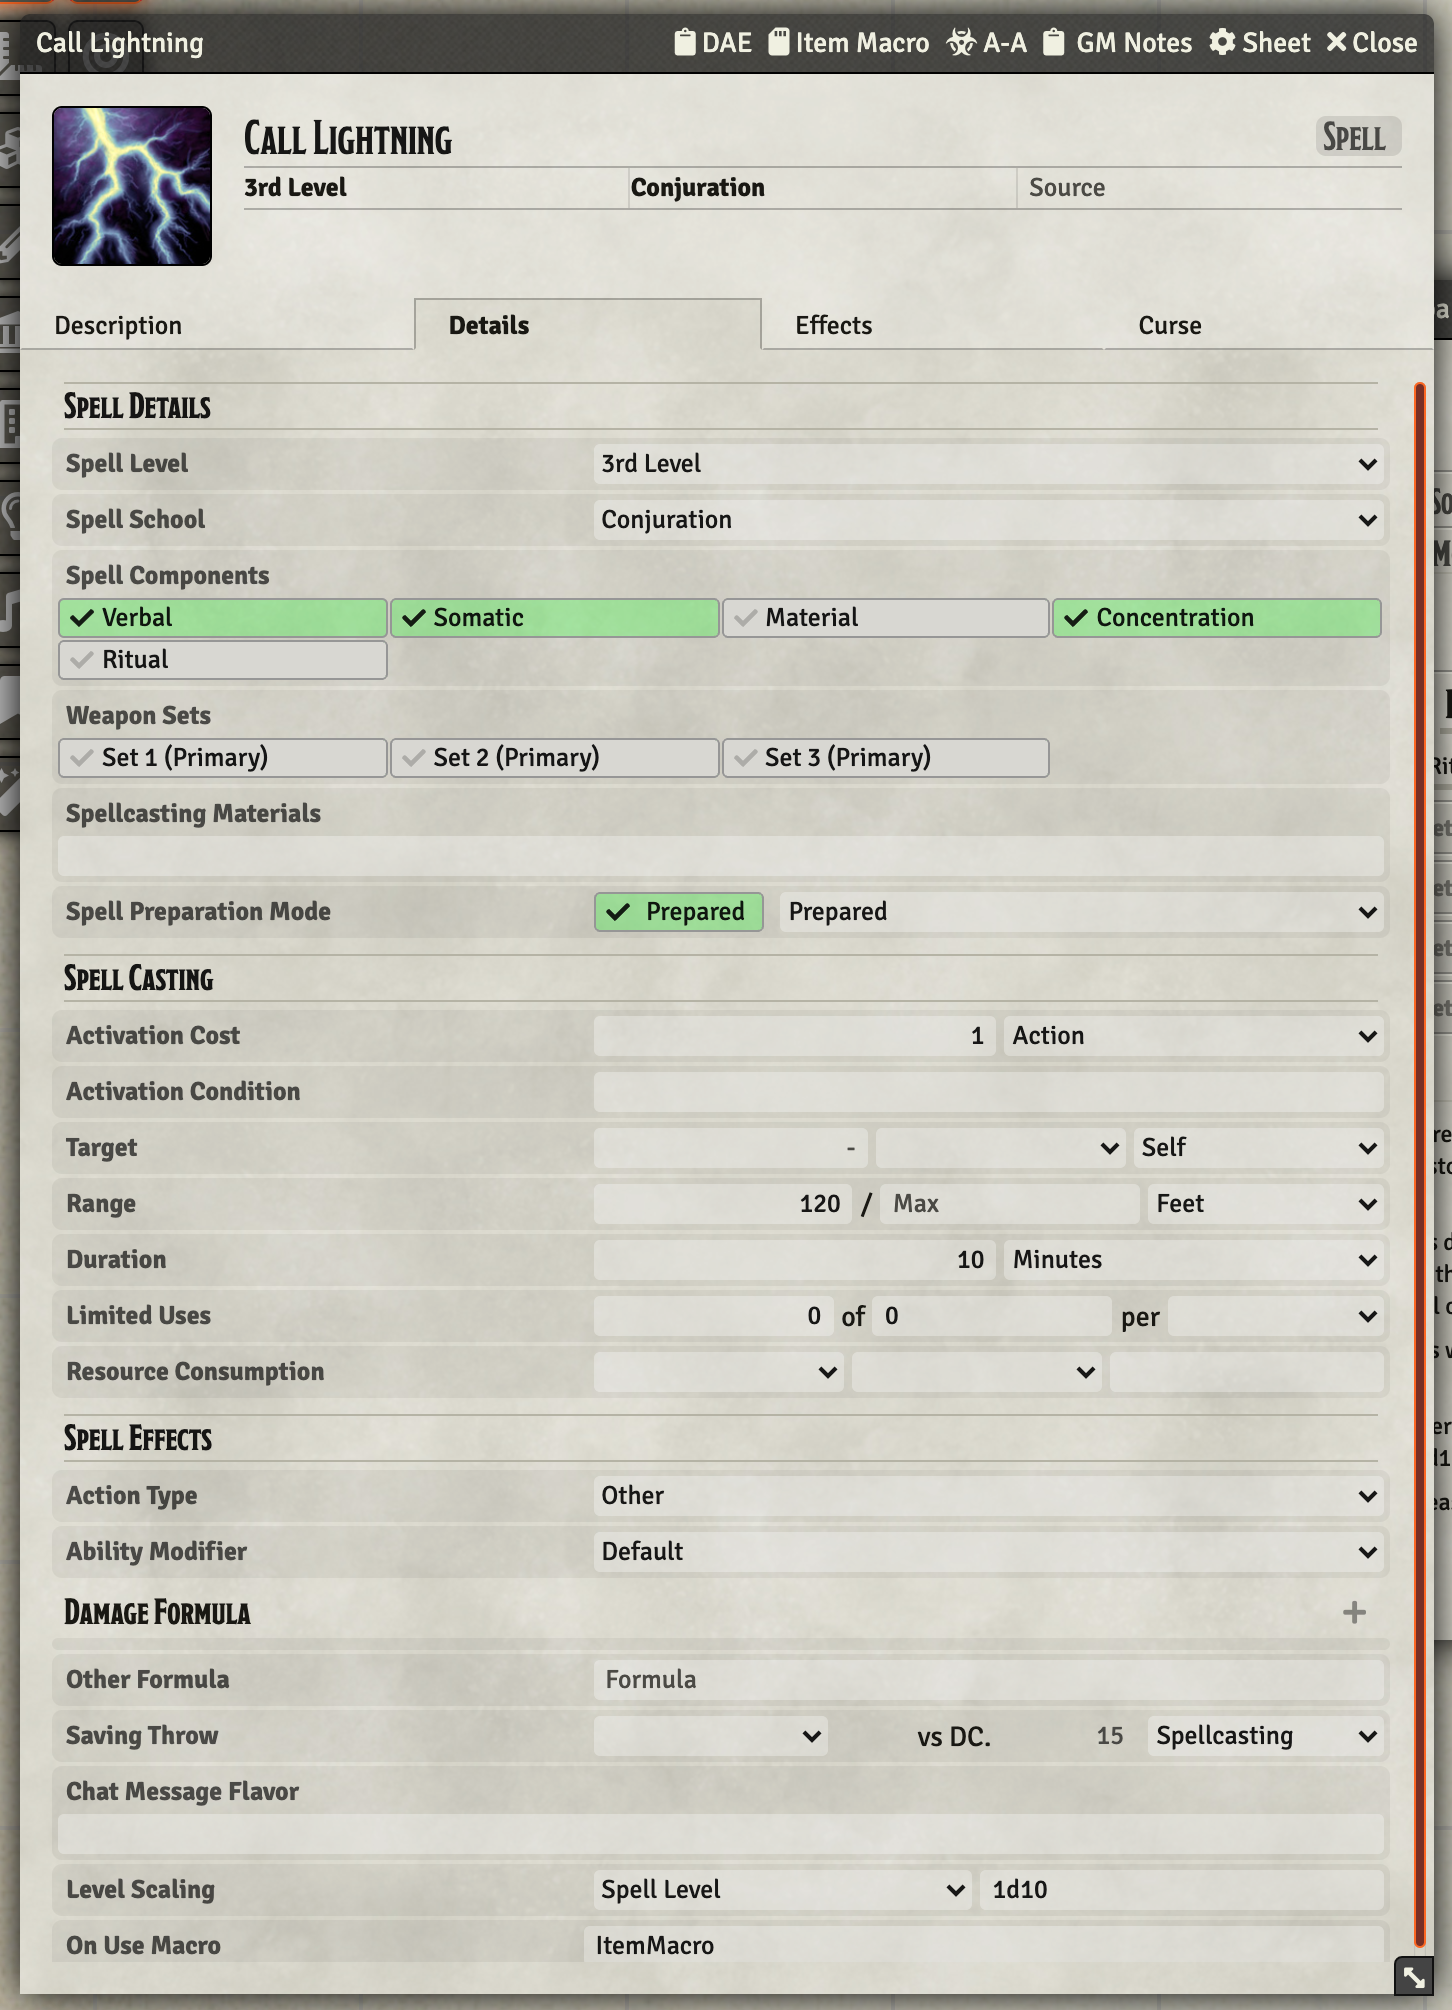 Call Lightning DAE Item Macro A-A GM Notes Sheet Close
Call Lightning Spell
3rd Level Conjuration Source
Description Details Effects Curse
Spell Details
Spell Level 3rd Level
Spell School Conjuration
Spell Components
Verbal Somatic Material Concentration
Ritual
Weapon Sets
Set 1 (Primary) Set 2 (Primary) Set 3 (Primary)
Spellcasting Materials
Spell Preparation Mode Prepared Prepared
Spell Casting
Activation Cost 1 Action
Activation Condition
Target - Self
Range 120 / Max Feet
Duration 10 Minutes
Limited Uses 0 of 0 per
Resource Consumption
Spell Effects
Action Type Other
Ability Modifier Default
Damage Formula
Other Formula Formula
Saving Throw vs DC. 15 Spellcasting
Chat Message Flavor
Level Scaling Spell Level 1d10
On Use Macro ItemMacro